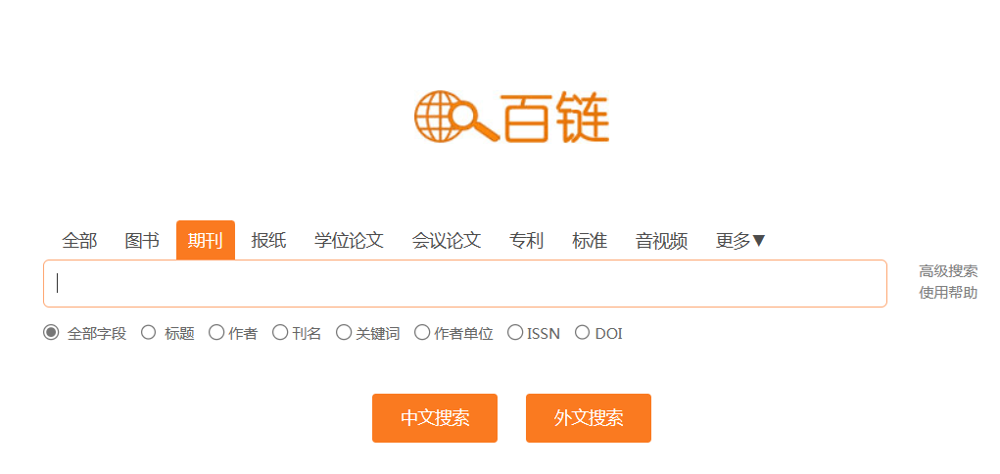 百链
全部 图书 期刊 报纸 学位论文 会议论文 专利 标准 音视频 更多▼
高级搜索
使用帮助
全部字段 标题 作者 刊名 关键词 作者单位 ISSN DOI
中文搜索 外文搜索